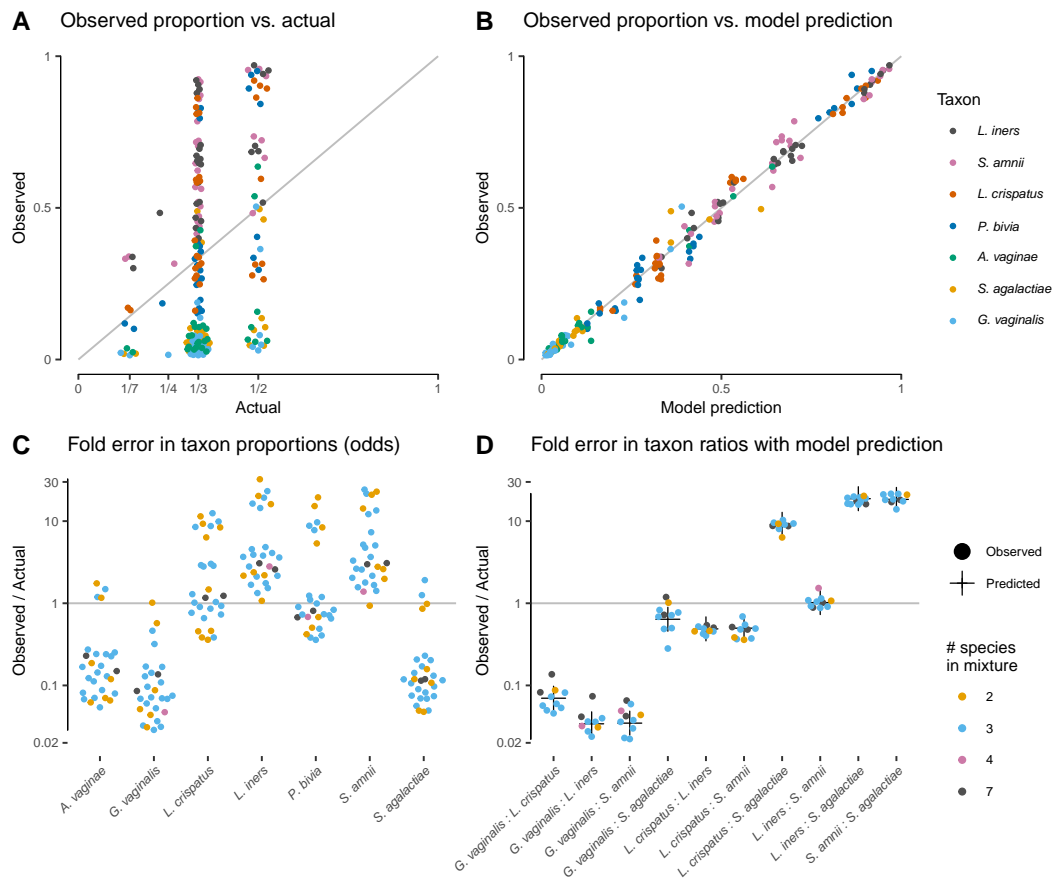 A Observed proportion vs. actual
1
0.5
0
Observed
0 1/7 1/4 1/3 1/2 1
Actual
B Observed proportion vs. model prediction
1
0.5
0
Observed
0 0.5 1
Model prediction
Taxon
L. iners
S. amnii
L. crispatus
P. bivia
A. vaginae
S. agalactiae
G. vaginalis
C Fold error in taxon proportions (odds)
30
10
1
0.1
0.02
Observed / Actual
A. vaginae
G. vaginalis
L. crispatus
L. iners
P. bivia
S. amnii
S. agalactiae
D Fold error in taxon ratios with model prediction
30
10
1
0.1
0.02
Observed / Actual
G. vaginalis : L. crispatus
G. vaginalis : L. iners
G. vaginalis : S. amnii
G. vaginalis : S. agalactiae
L. crispatus : L. iners
L. crispatus : S. amnii
L. crispatus : S. agalactiae
L. iners : S. amnii
L. iners : S. agalactiae
S. amnii : S. agalactiae
Observed
Predicted
# species
in mixture
2
3
4
7